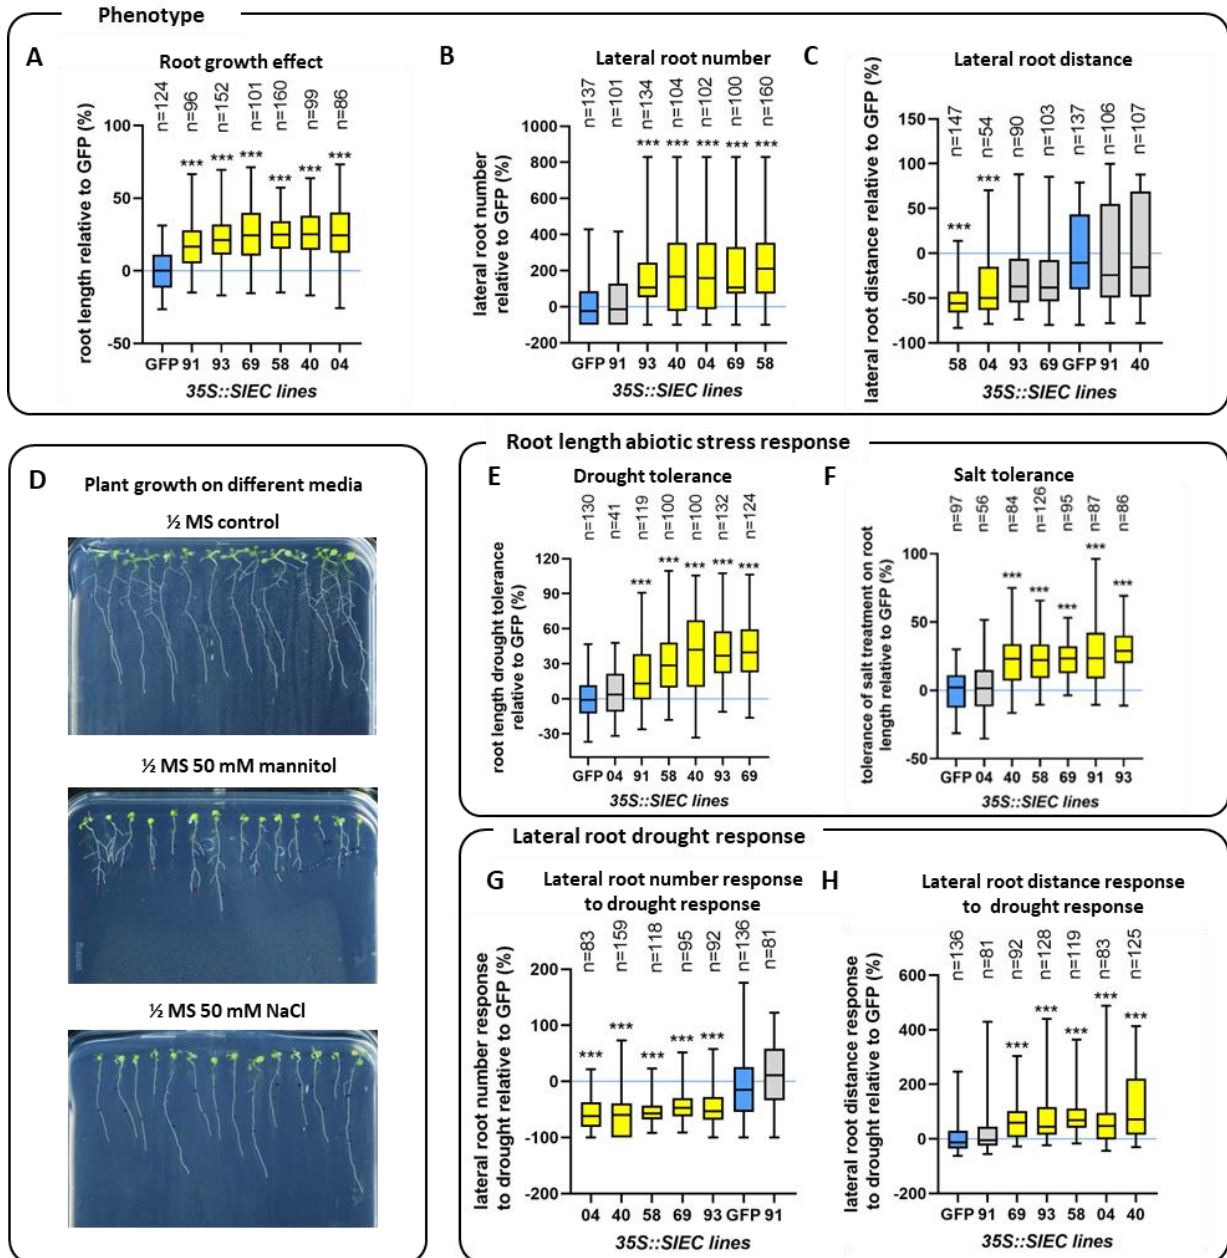 Phenotype
A
Root growth effect
n=124
n=96
n=152
n=101
n=160
n=99
n=86
root length relative to GFP (%)
100
50
0
-50
***
***
***
***
***
***
GFP 91 93 69 58 40 04
35S::SIEC lines
B
Lateral root number
n=137
n=101
n=134
n=104
n=102
n=100
n=160
lateral root number
relative to GFP (%)
1000
800
600
400
200
0
-200
***
***
***
***
***
GFP 91 93 40 04 69 58
35S::SIEC lines
C
Lateral root distance
n=147
n=54
n=90
n=103
n=137
n=106
n=107
lateral root distance relative to GFP (%)
150
100
50
0
-50
-100
***
***
58 04 93 69 GFP 91 40
35S::SIEC lines
D
Plant growth on different media
½ MS control
½ MS 50 mM mannitol
½ MS 50 mM NaCl
Root length abiotic stress response
E
Drought tolerance
n=130
n=41
n=119
n=100
n=100
n=132
n=124
root length drought tolerance
relative to GFP (%)
120
90
60
30
0
-30
***
***
***
***
***
GFP 04 91 58 40 93 69
35S::SIEC lines
F
Salt tolerance
n=97
n=56
n=84
n=126
n=95
n=87
n=86
tolerance of salt treatment on root
length relative to GFP (%)
100
50
0
-50
***
***
***
***
***
GFP 04 40 58 69 91 93
35S::SIEC lines
Lateral root drought response
G
Lateral root number response
to drought response
n=83
n=159
n=118
n=95
n=92
n=136
n=81
lateral root number response
to drought relative to GFP (%)
200
100
0
-100
-200
***
***
***
***
***
04 40 58 69 93 GFP 91
35S::SIEC lines
H
Lateral root distance response
to drought response
n=136
n=81
n=92
n=128
n=119
n=83
n=125
lateral root distance response
to drought relative to GFP (%)
600
400
200
0
-200
***
***
***
***
***
GFP 91 69 93 58 04 40
35S::SIEC lines